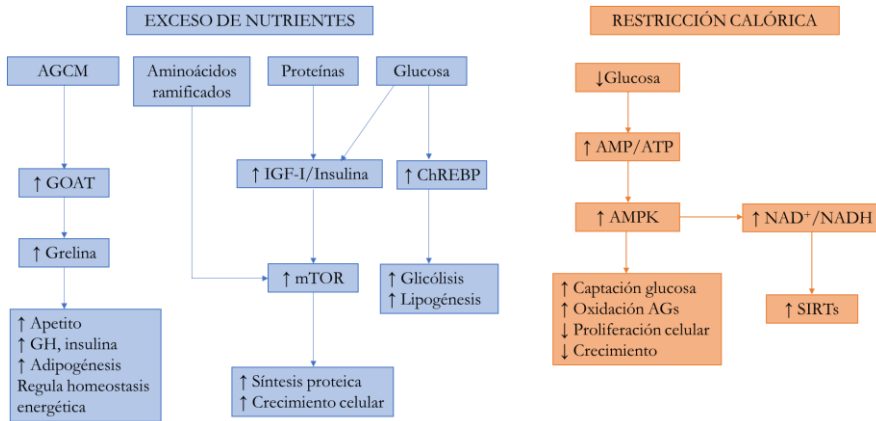 EXCESO DE NUTRIENTES
AGCM
Aminoácidos
ramificados
Proteínas
Glucosa
↑ GOAT
↑ IGF-I/Insulina
↑ ChREBP
↑ Grelina
↑ mTOR
↑ Glicólisis
↑ Lipogénesis
↑ Apetito
↑ GH, insulina
↑ Adipogénesis
Regula homeostasis
energética
↑ Síntesis proteica
↑ Crecimiento celular
RESTRICCIÓN CALÓRICA
↓Glucosa
↑ AMP/ATP
↑ AMPK
↑ NAD⁺/NADH
↑ Captación glucosa
↑ Oxidación AGs
↓ Proliferación celular
↓ Crecimiento
↑ SIRTs